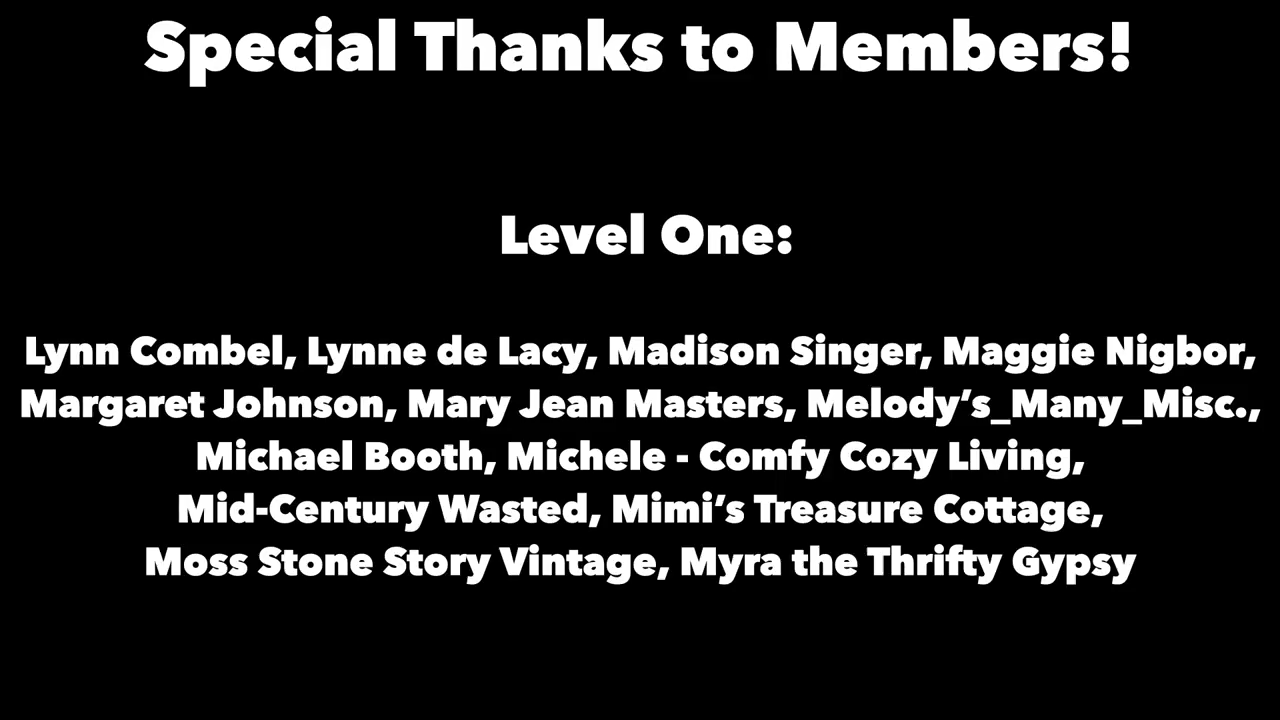 Special Thanks to Members!
Level One:
Lynn Combel, Lynne de Lacy, Madison Singer, Maggie Nigbor,
Margaret Johnson, Mary Jean Masters, Melody’s_Many_Misc.,
Michael Booth, Michele - Comfy Cozy Living,
Mid-Century Wasted, Mimi’s Treasure Cottage,
Moss Stone Story Vintage, Myra the Thrifty Gypsy